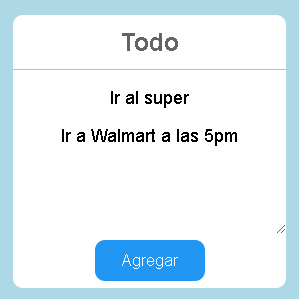 Todo
Ir al super
Ir a Walmart a las 5pm
Agregar